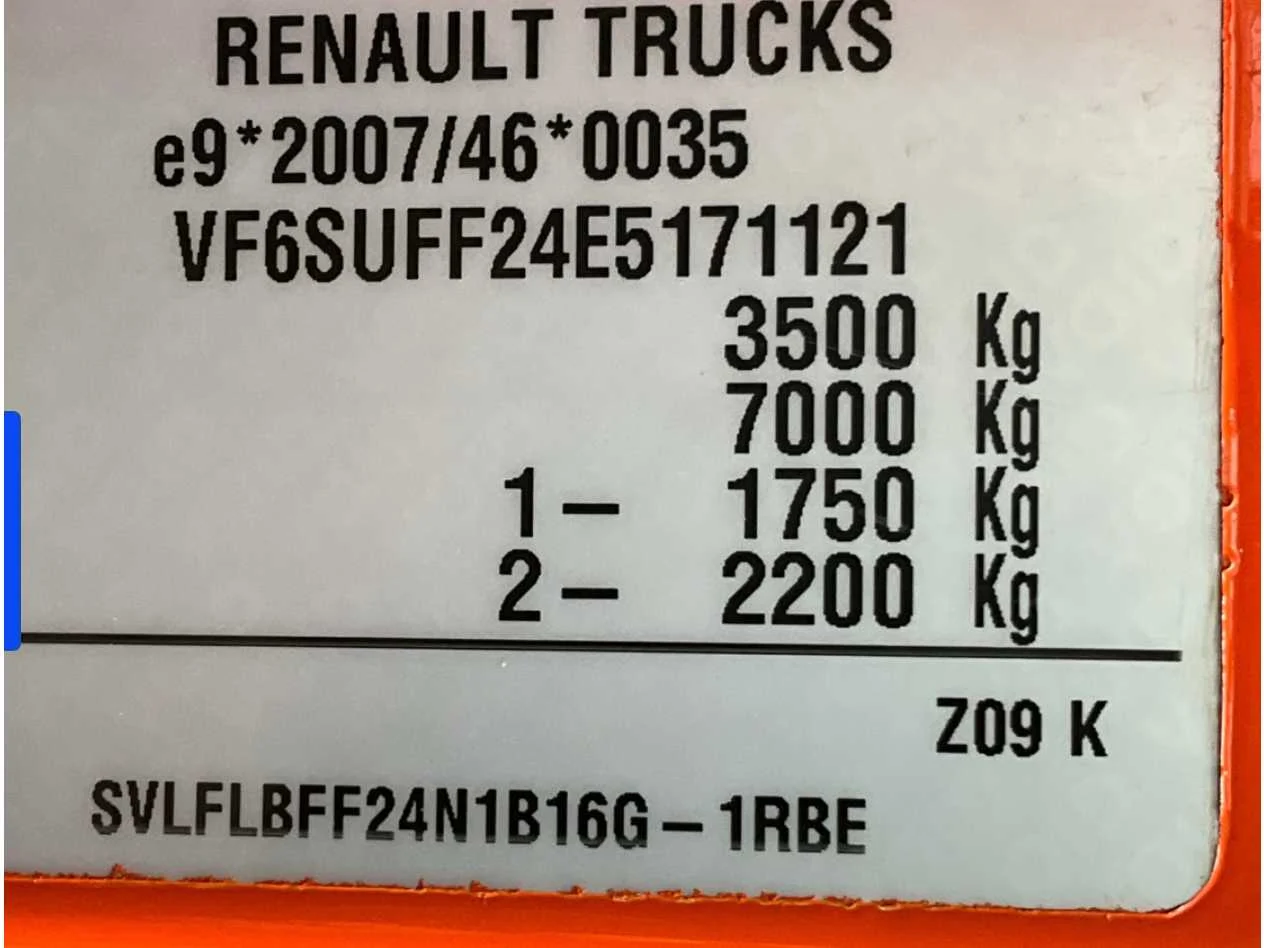 RENAULT TRUCKS
e9*2007/46*0035
VF6SUFF24E5171121
3500 Kg
7000 Kg
1 – 1750 Kg
2 – 2200 Kg
Z09 K
SVLFLBFF24N1B16G – 1RBE